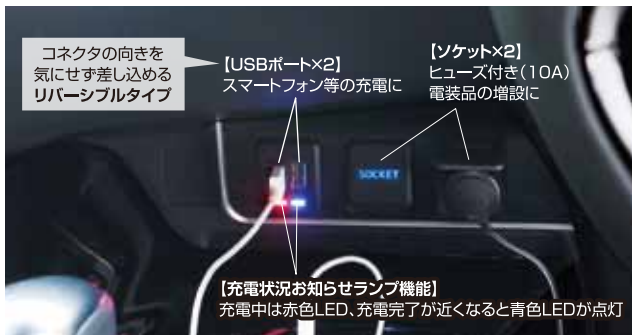 コネクタの向きを
気にせず差し込める
リバーシブルタイプ
【USBポート×2】
スマートフォン等の充電に
【ソケット×2】
ヒューズ付き（10A）
電装品の増設に
SOCKET
【充電状況お知らせランプ機能】
充電中は赤色LED、充電完了が近くなると青色LEDが点灯